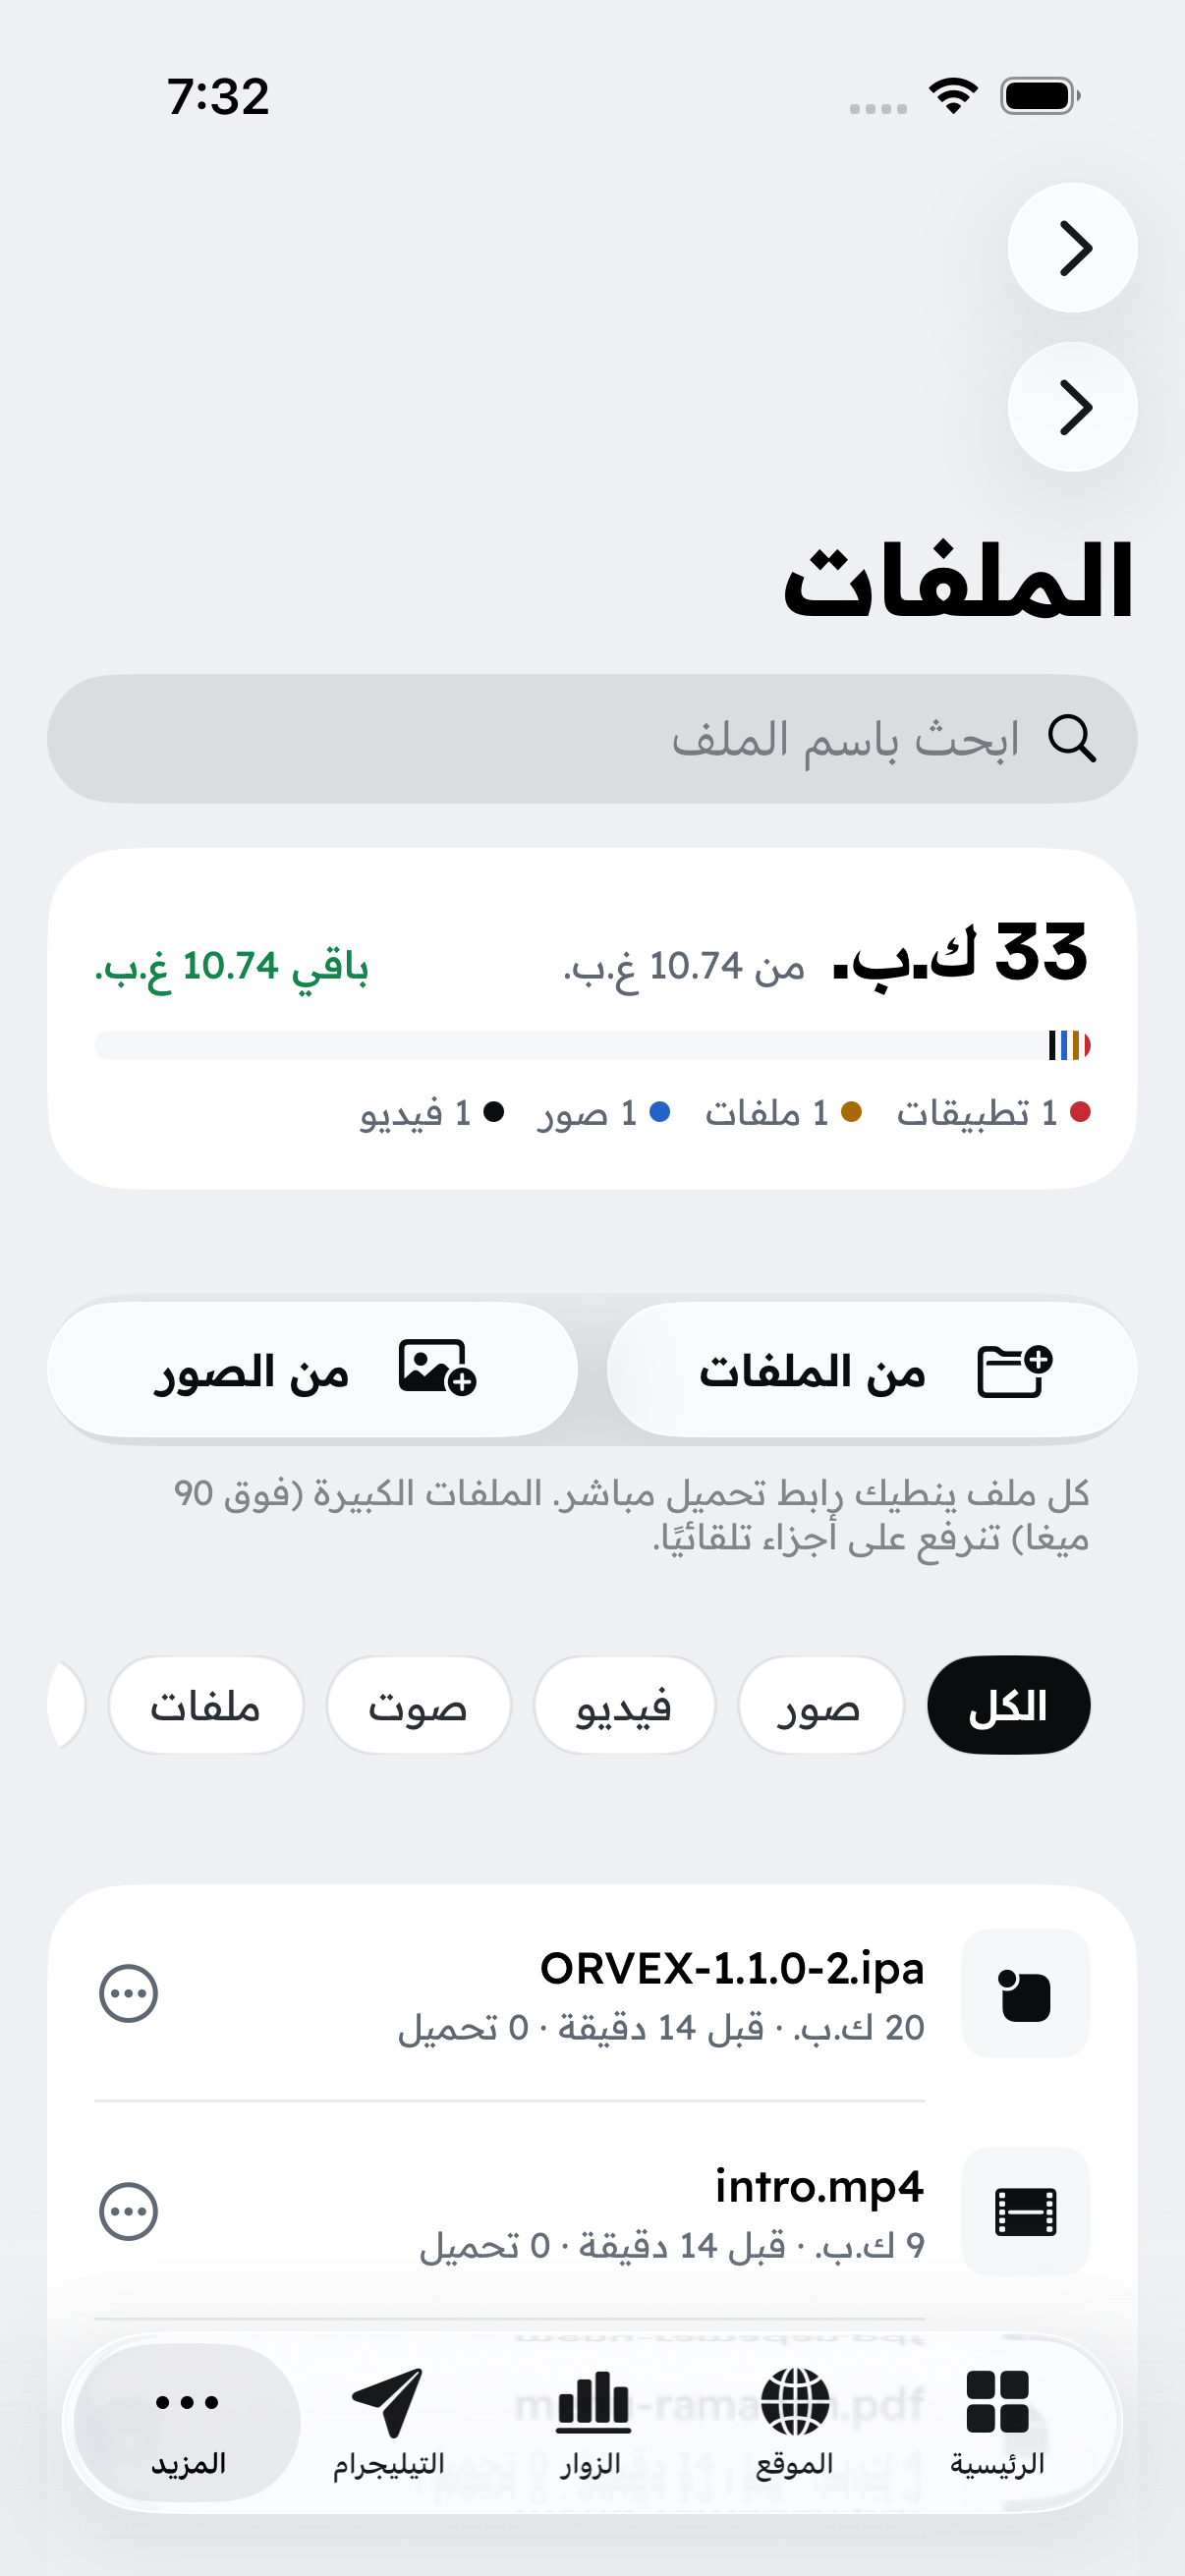 7:32
الملفات
ابحث باسم الملف
33 ك.ب. من 10.74 غ.ب. باقي 10.74 غ.ب.
1 تطبيقات 1 ملفات 1 صور 1 فيديو
من الملفات من الصور
كل ملف ينطيك رابط تحميل مباشر. الملفات الكبيرة (فوق 90
ميغا) تنرفع على أجزاء تلقائيًا.
الكل صور فيديو صوت ملفات
ORVEX-1.1.0-2.ipa
20 ك.ب. · قبل 14 دقيقة · 0 تحميل
intro.mp4
9 ك.ب. · قبل 14 دقيقة · 0 تحميل
الرئيسية الموقع الزوار التيليجرام المزيد